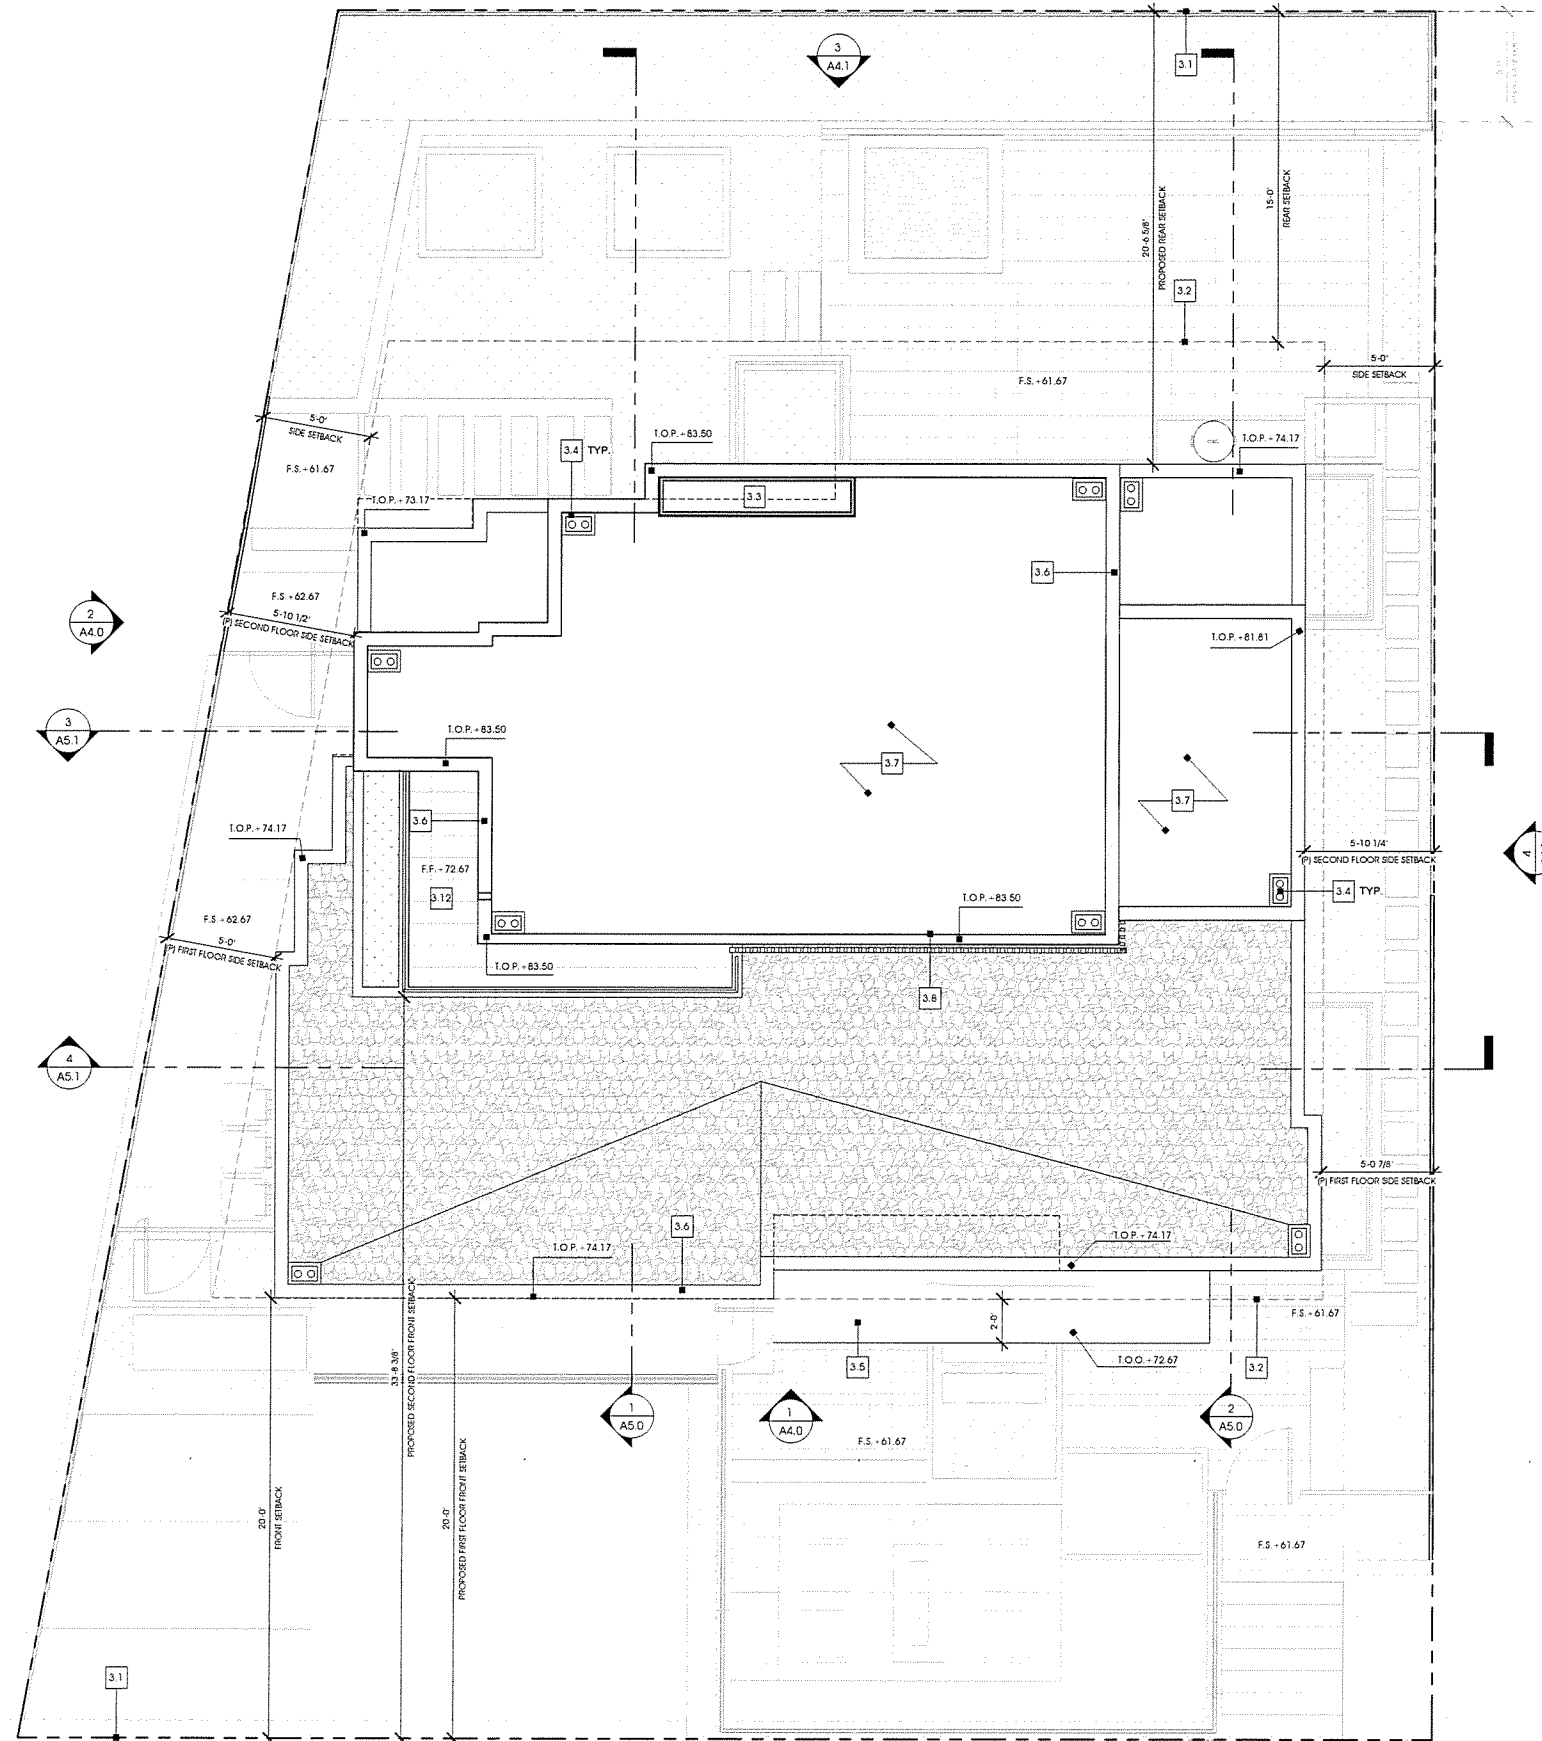 3
A4.1
3.1
20'-6 5/8"
PROPOSED REAR SETBACK
15'-0"
REAR SETBACK
3.2
5'-0"
SIDE SETBACK
F.S.+61.67
5'-0"
SIDE SETBACK
F.S.+61.67
3.4 TYP.
T.O.P.+83.50
T.O.P.+74.17
T.O.P.+73.17
3.3
3.6
F.S.+62.67
5'-10 1/2"
(P) SECOND FLOOR SIDE SETBACK
2
A4.0
T.O.P.+81.81
3
A5.1
T.O.P.+83.50
3.7
3.7
3.6
T.O.P.+74.17
5'-10 1/4"
(P) SECOND FLOOR SIDE SETBACK
4
F.F.+72.67
3.12
T.O.P.+83.50
3.4 TYP.
F.S.+62.67
5'-0"
(P) FIRST FLOOR SIDE SETBACK
T.O.P.+83.50
3.8
4
A5.1
5'-0 7/8"
(P) FIRST FLOOR SIDE SETBACK
3.6
T.O.P.+74.17
T.O.P.+74.17
2'-0"
F.S.+61.67
3.5
T.O.O.+72.67
3.2
33'-8 3/8"
PROPOSED SECOND FLOOR FRONT SETBACK
1
A5.0
1
A4.0
2
A5.0
F.S.+61.67
20'-0"
FRONT SETBACK
20'-0"
PROPOSED FIRST FLOOR FRONT SETBACK
F.S.+61.67
3.1